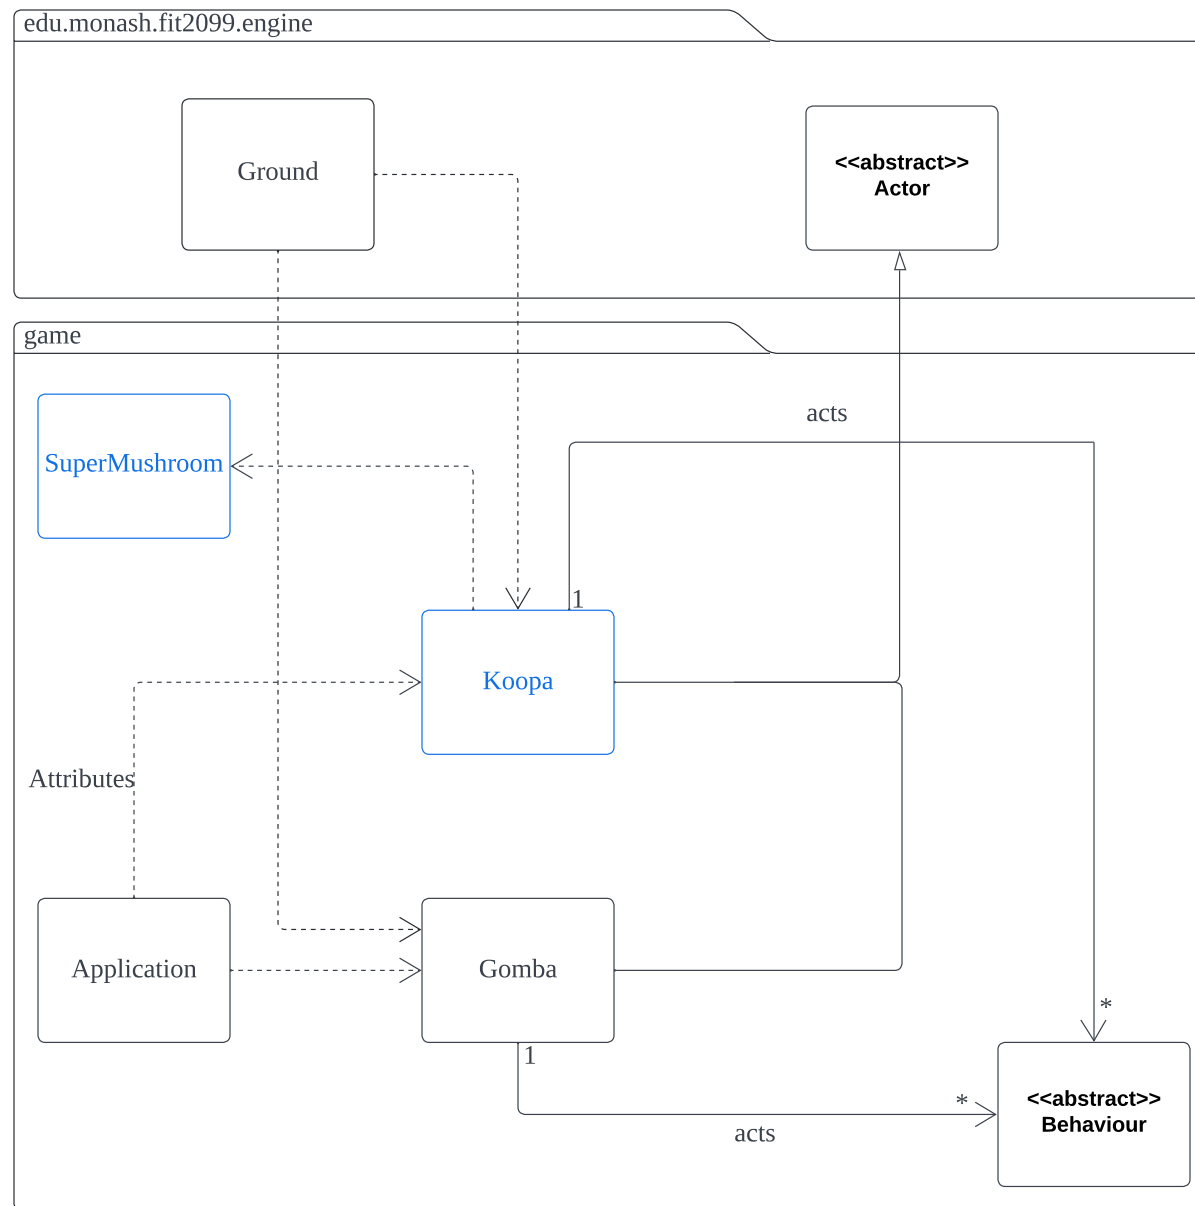 edu.monash.fit2099.engine
Ground
<<abstract>>
Actor
game
acts
SuperMushroom
1
Koopa
Attributes
Application
Gomba
*
1
*
<<abstract>>
Behaviour
acts